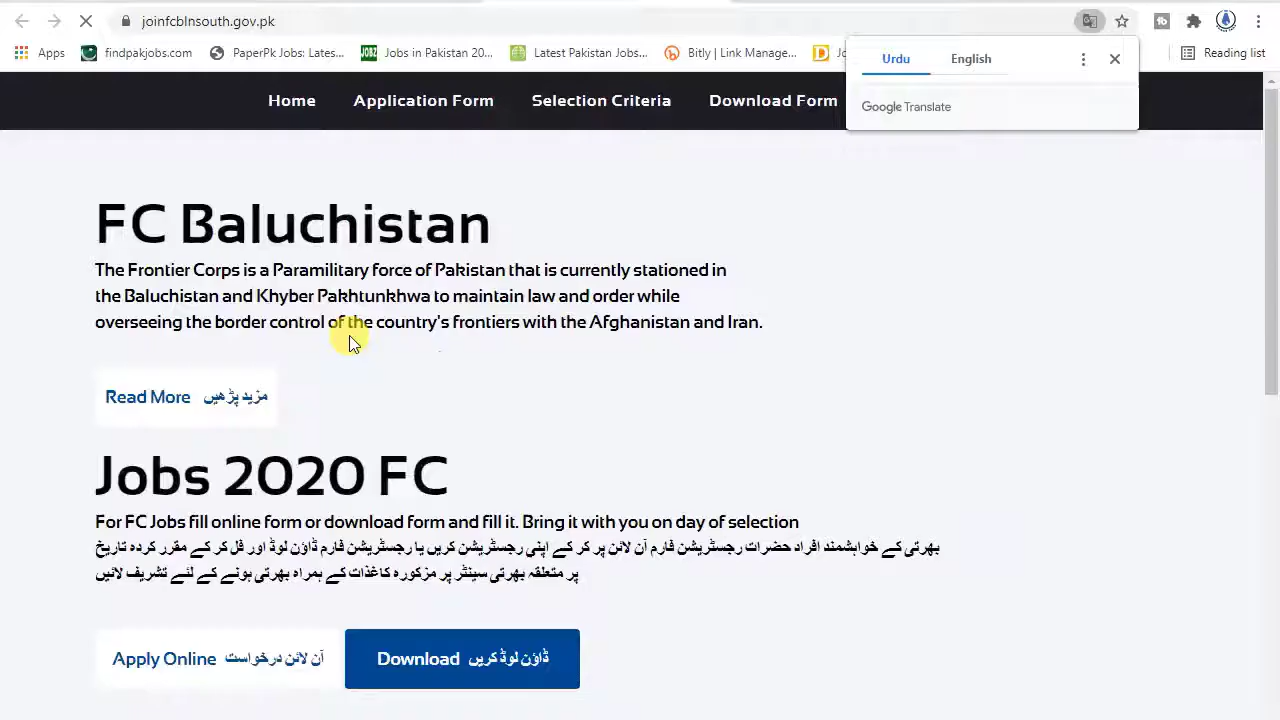 joinfcblnsouth.gov.pk
Apps
findpakjobs.com
PaperPk Jobs: Lates...
JOBZ
Jobs in Pakistan 20...
Latest Pakistan Jobs...
Bitly | Link Manage...
Reading list
Urdu
English
Google Translate
Home
Application Form
Selection Criteria
Download Form
FC Baluchistan
The Frontier Corps is a Paramilitary force of Pakistan that is currently stationed in
the Baluchistan and Khyber Pakhtunkhwa to maintain law and order while
overseeing the border control of the country's frontiers with the Afghanistan and Iran.
Read More مزید پڑھیں
Jobs 2020 FC
For FC Jobs fill online form or download form and fill it. Bring it with you on day of selection
بھرتی کے خواہشمند افراد حضرات رجسٹریشن فارم آن لائن پر کر کے اپنی رجسٹریشن کریں یا رجسٹریشن فارم ڈاؤن لوڈ اور فل کر کے مقرر کردہ تاریخ
پر متعلقہ بھرتی سینٹر پر مزکورہ کاغذات کے ہمراہ بھرتی ہونے کے لئے تشریف لائیں
Apply Online آن لائن درخواست
Download ڈاؤن لوڈ کریں